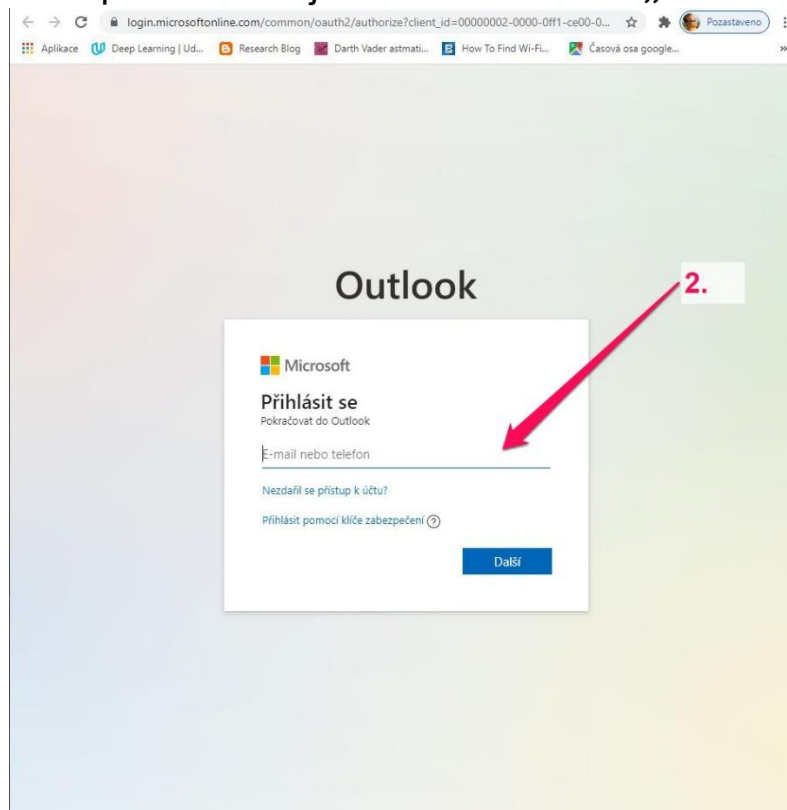 login.microsoftonline.com/common/oauth2/authorize?client_id=00000002-0000-0ff1-ce00-0... Pozastaveno
Aplikace Deep Learning | Ud... Research Blog Darth Vader astmati... How To Find Wi-Fi... Časová osa google... »
Outlook
2.
Microsoft
Přihlásit se
Pokračovat do Outlook
E-mail nebo telefon
Nezdařil se přístup k účtu?
Přihlásit pomocí klíče zabezpečení ?
Další